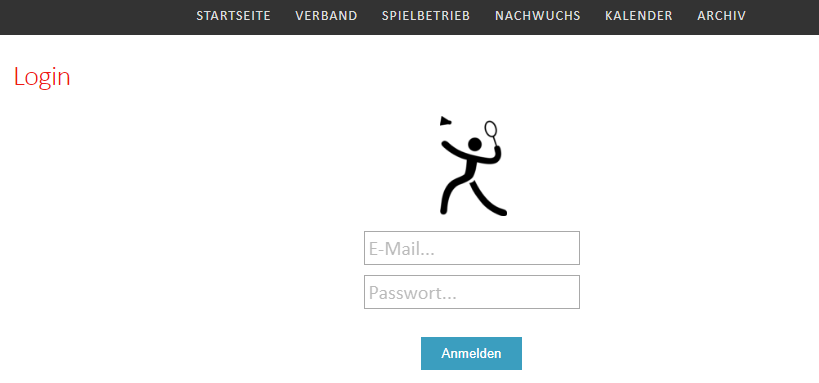 STARTSEITE VERBAND SPIELBETRIEB NACHWUCHS KALENDER ARCHIV
Login
E-Mail...
Passwort...
Anmelden